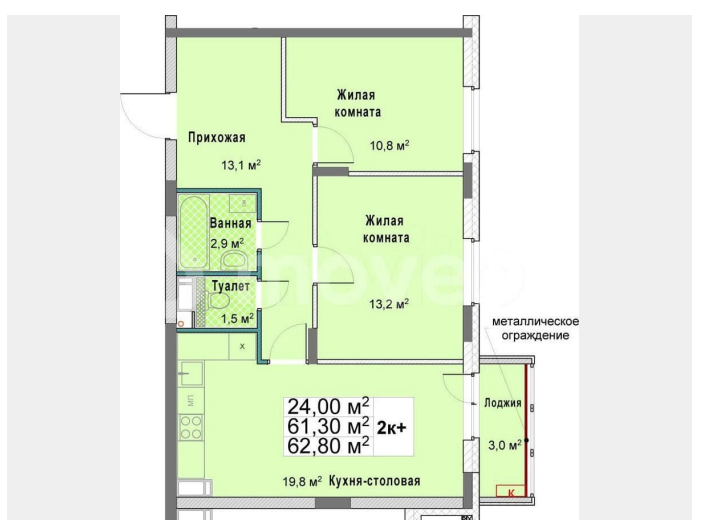 Жилая
комната
10,8 м²
Прихожая
13,1 м²
Ванная
2,9 м²
Жилая
комната
13,2 м²
Туалет
1,5 м²
металлическое
ограждение
X
МП
24,00 м²
61,30 м²
62,80 м²
2к+
Лоджия
3,0 м²
19,8 м² Кухня-столовая
К